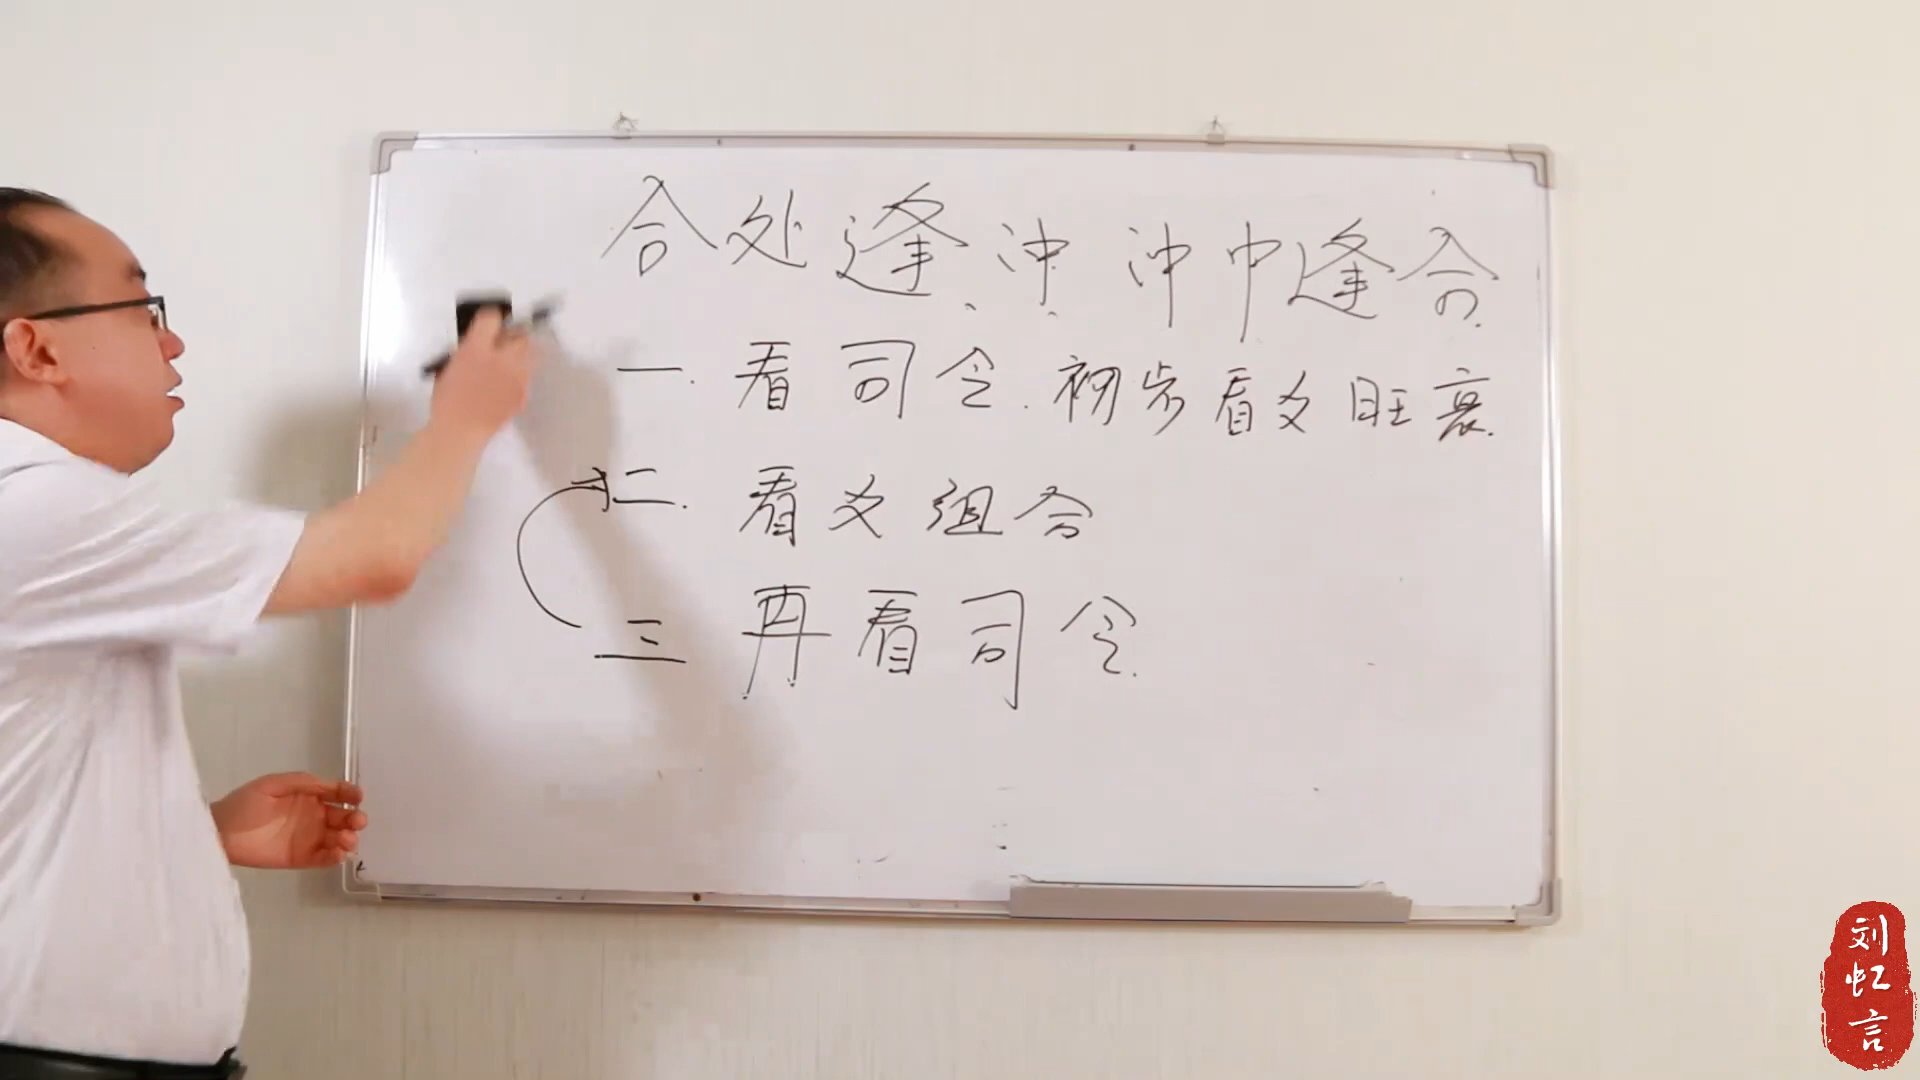 合处逢冲 冲中逢合
一. 看司令. 初步看爻旺衰.
二. 看爻组合
三 再看司令.
刘虹言